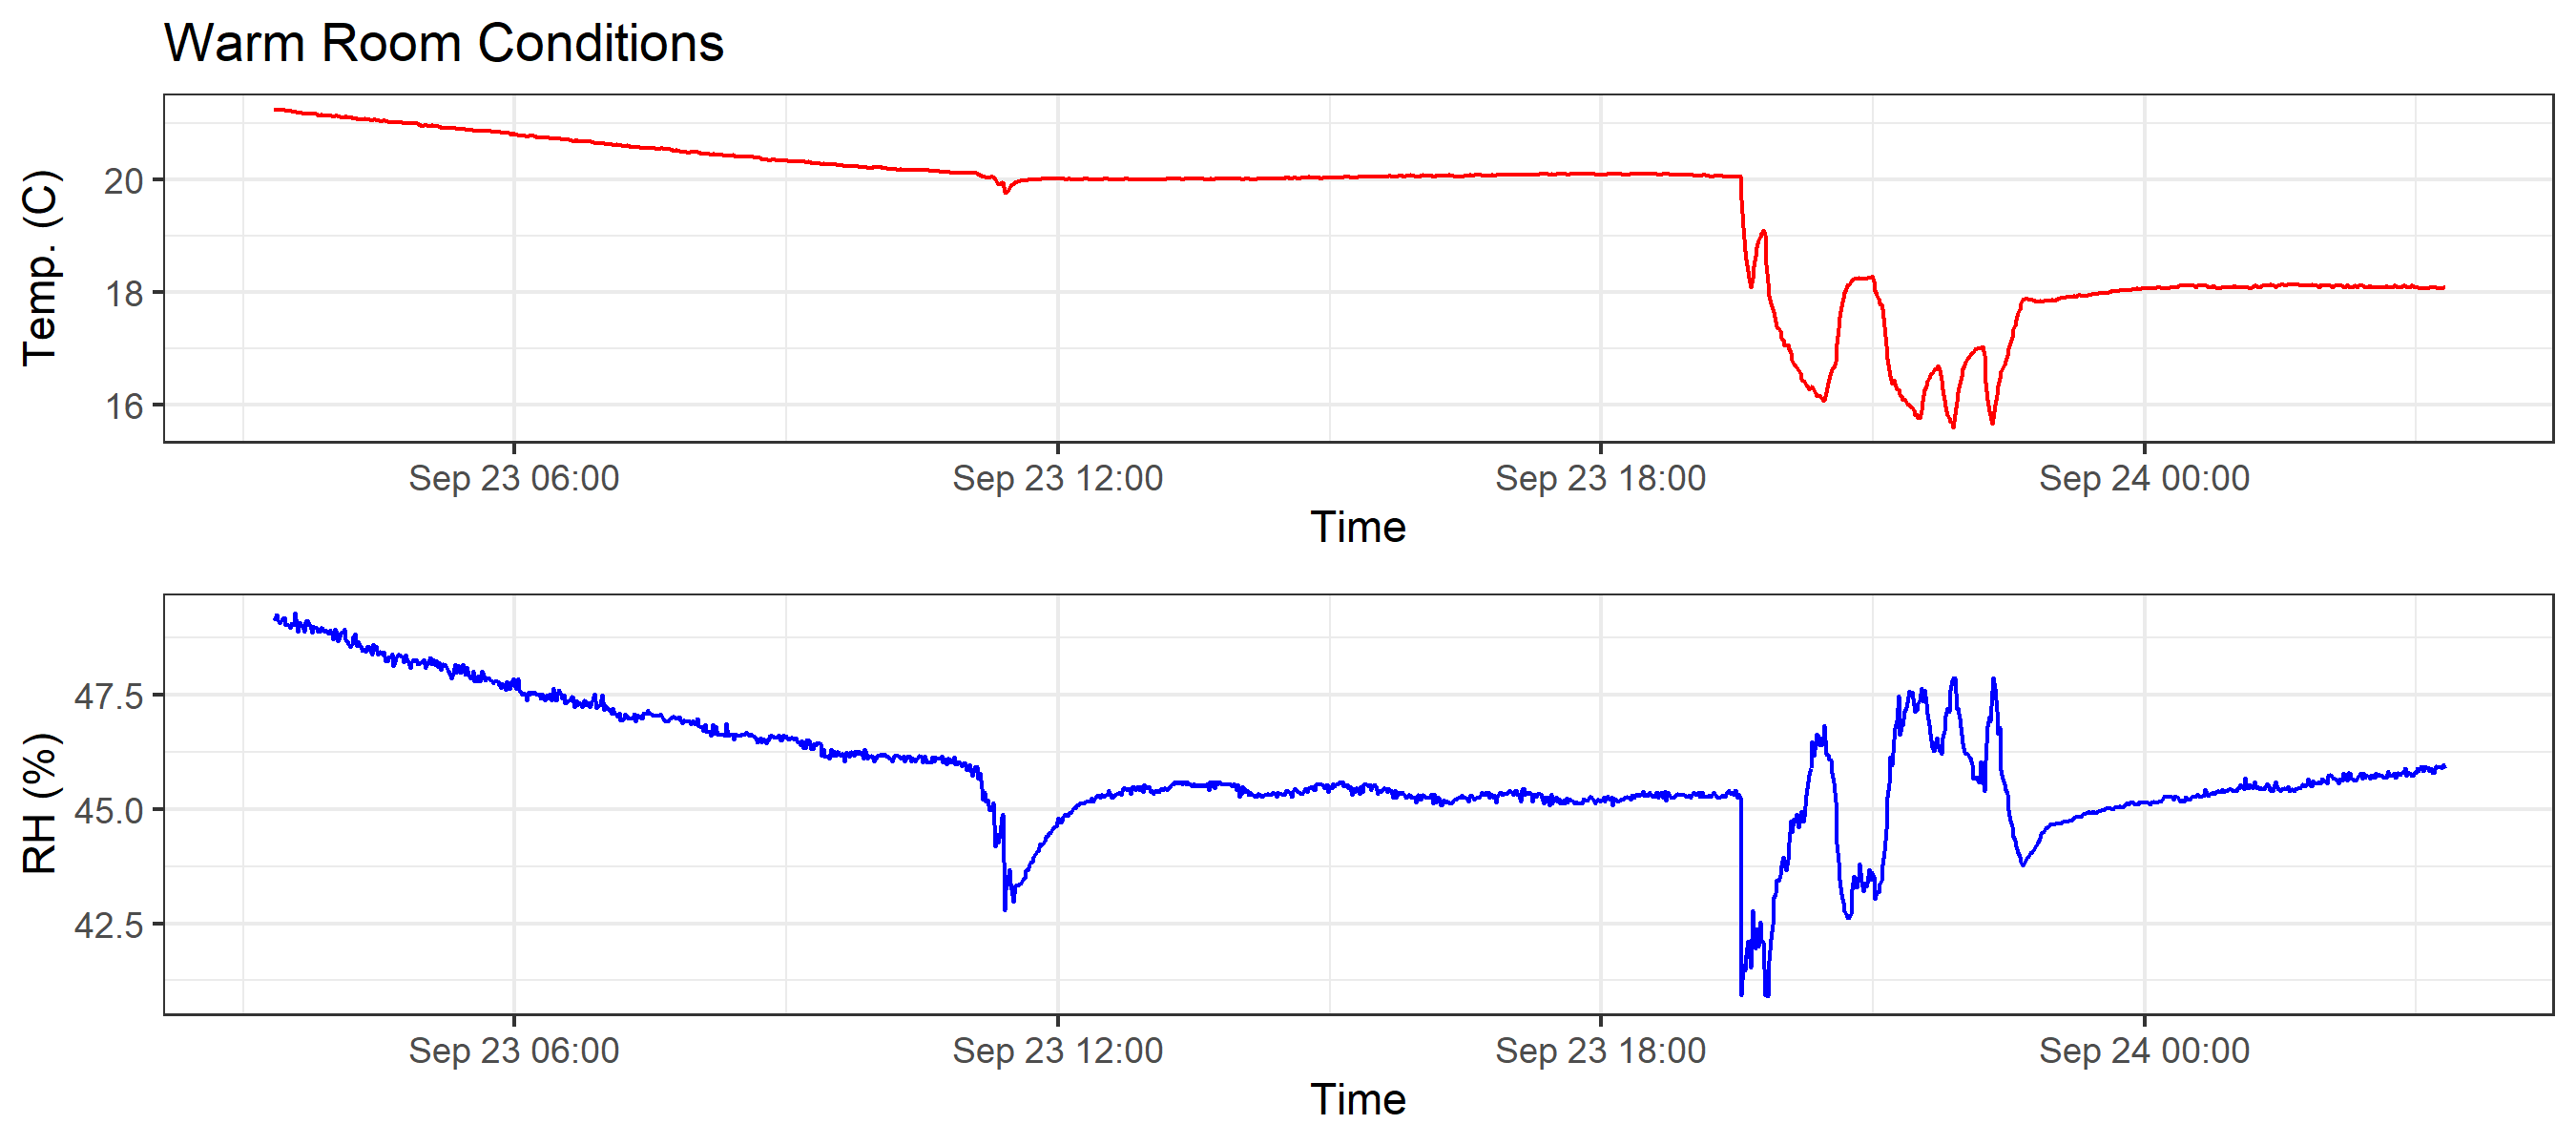 Warm Room Conditions
Temp. (C)
20
18
16
Sep 23 06:00 Sep 23 12:00 Sep 23 18:00 Sep 24 00:00
Time
RH (%)
47.5
45.0
42.5
Sep 23 06:00 Sep 23 12:00 Sep 23 18:00 Sep 24 00:00
Time